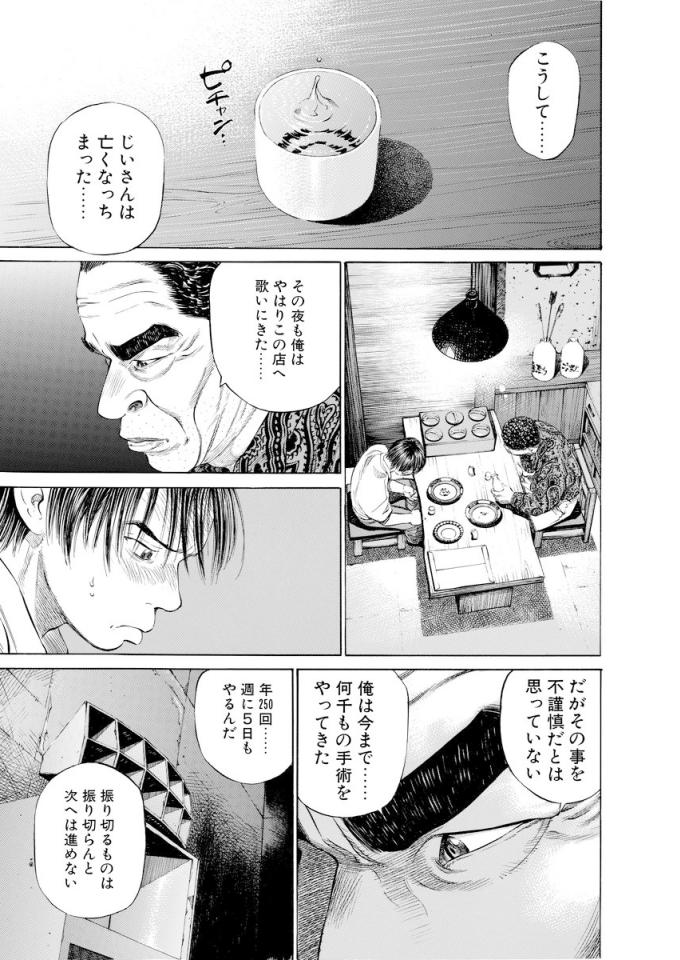 こうして……
ピチャン…
じいさんは
亡くなっち
まった……
その夜も俺は
やはりこの店へ
歌いにきた……
だがその事を
不謹慎だとは
思っていない
俺は今まで……
何千もの手術を
やってきた
年250回……
週に5日も
やるんだ
振り切るものは
振り切らんと
次へは進めない